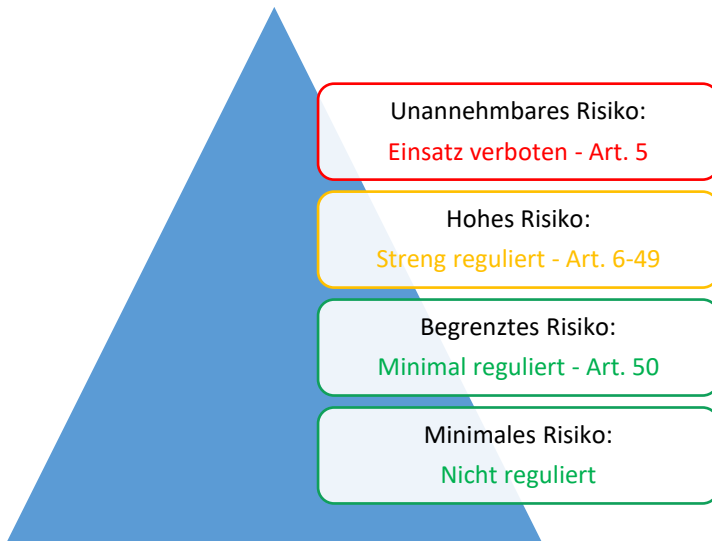 Unannehmbares Risiko:
Einsatz verboten - Art. 5
Hohes Risiko:
Streng reguliert - Art. 6-49
Begrenztes Risiko:
Minimal reguliert - Art. 50
Minimales Risiko:
Nicht reguliert